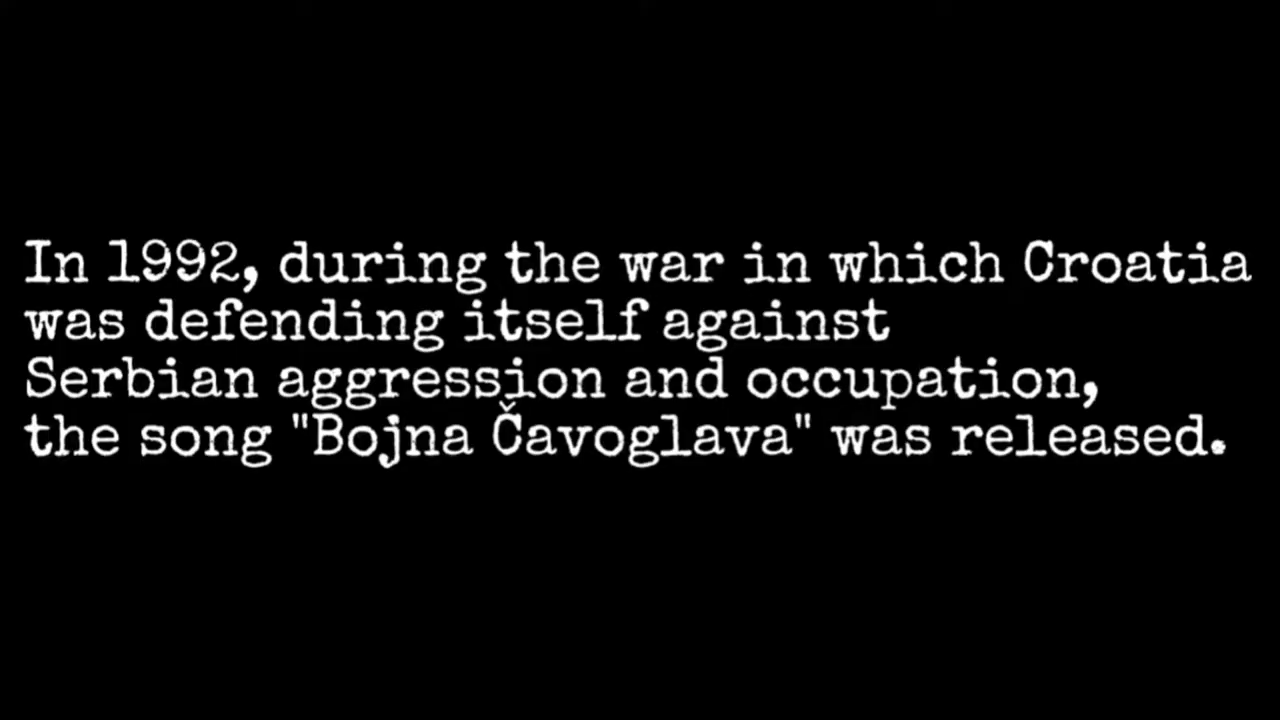 In 1992, during the war in which Croatia
was defending itself against
Serbian aggression and occupation,
the song "Bojna Čavoglava" was released.